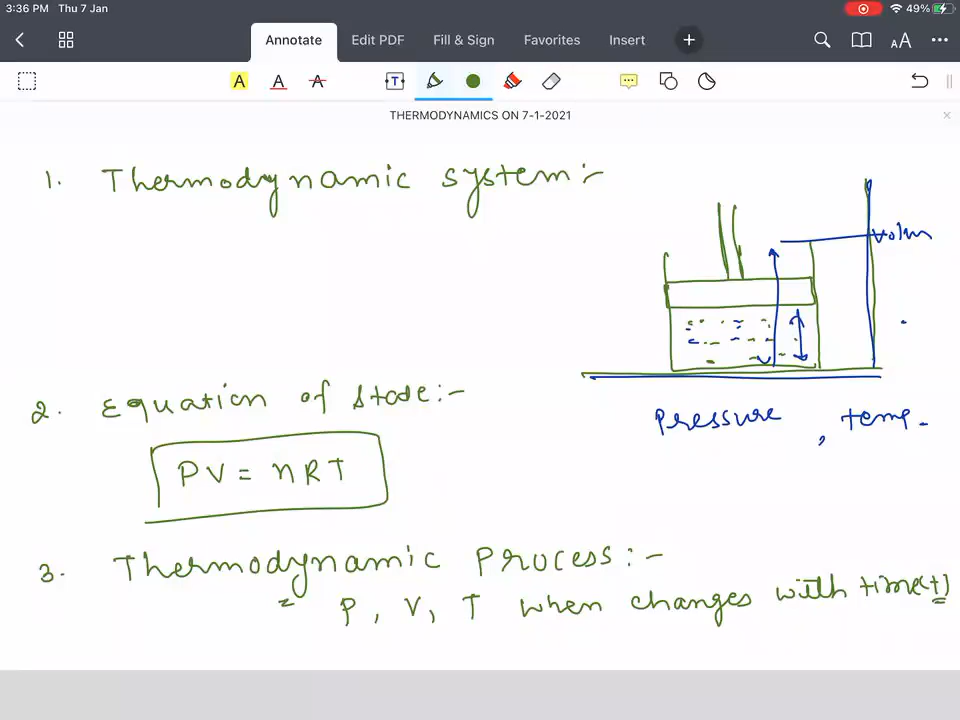 3:36 PM Thu 7 Jan
49%
Annotate Edit PDF Fill & Sign Favorites Insert
THERMODYNAMICS ON 7-1-2021
1. Thermodynamic system:-
volum
2. Equation of State:-
Pressure, temp.
PV = nRT
3. Thermodynamic Process:-
= P, V, T when changes with time(t)